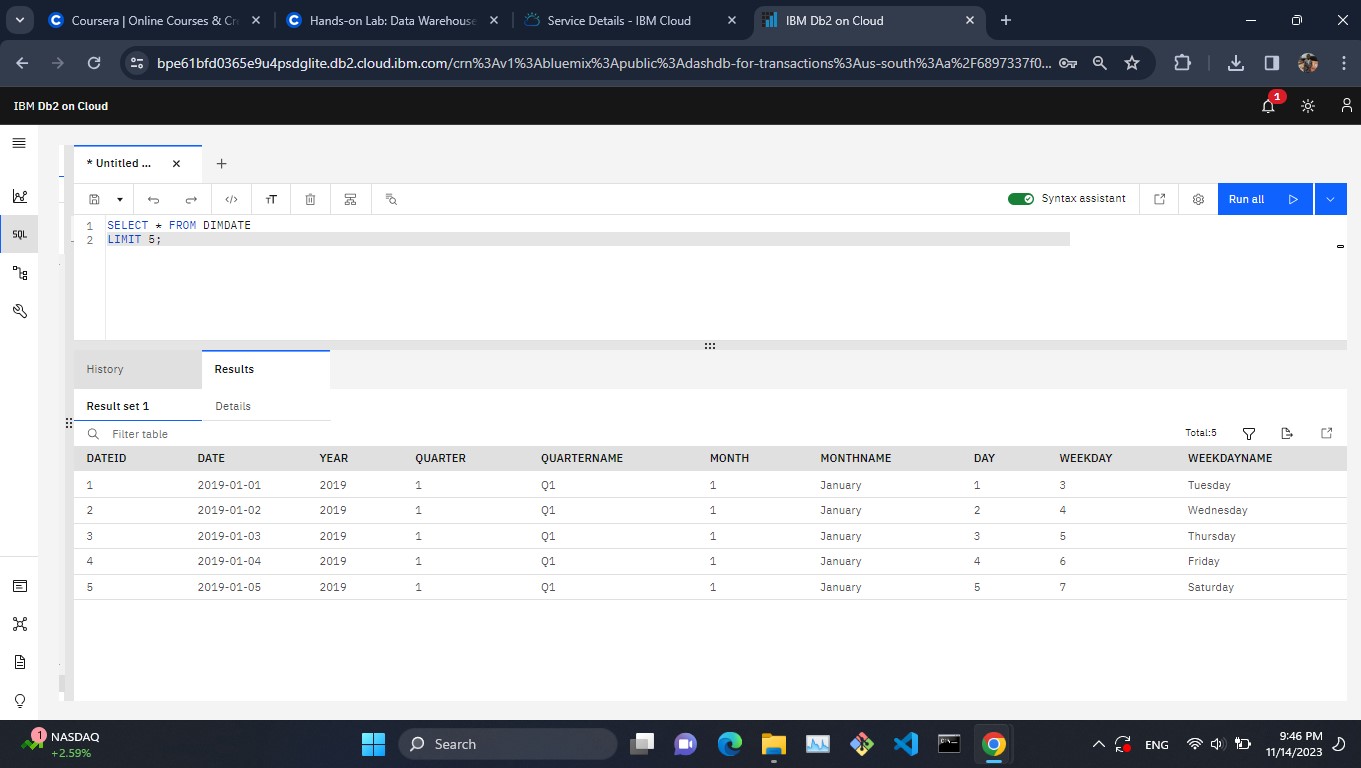 Coursera | Online Courses & Cr
Hands-on Lab: Data Warehouse
Service Details - IBM Cloud
IBM Db2 on Cloud
bpe61bfd0365e9u4psdglite.db2.cloud.ibm.com/crn%3Av1%3Abluemix%3Apublic%3Adashdb-for-transactions%3Aus-south%3Aa%2F6897337f0...
IBM Db2 on Cloud
1
* Untitled ...
Syntax assistant
Run all
SQL
1 SELECT * FROM DIMDATE
2 LIMIT 5;
History Results
Result set 1 Details
Filter table Total:5
DATEID DATE YEAR QUARTER QUARTERNAME MONTH MONTHNAME DAY WEEKDAY WEEKDAYNAME
1 2019-01-01 2019 1 Q1 1 January 1 3 Tuesday
2 2019-01-02 2019 1 Q1 1 January 2 4 Wednesday
3 2019-01-03 2019 1 Q1 1 January 3 5 Thursday
4 2019-01-04 2019 1 Q1 1 January 4 6 Friday
5 2019-01-05 2019 1 Q1 1 January 5 7 Saturday
1
NASDAQ
+2.59%
Search
ENG
9:46 PM
11/14/2023